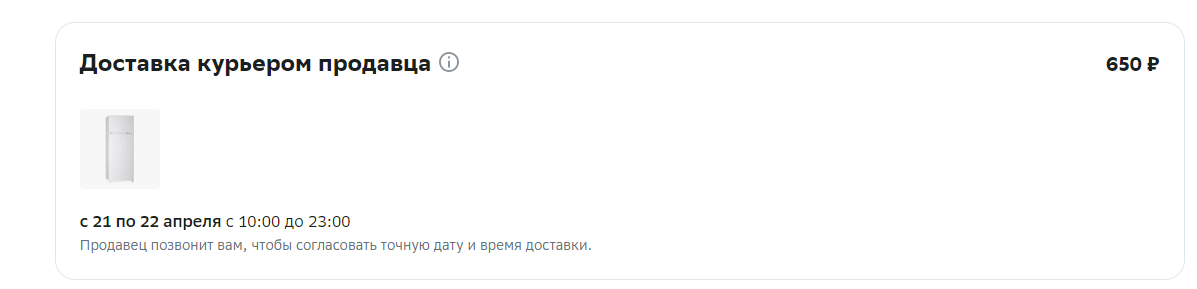 Доставка курьером продавца
650 ₽
с 21 по 22 апреля с 10:00 до 23:00
Продавец позвонит вам, чтобы согласовать точную дату и время доставки.